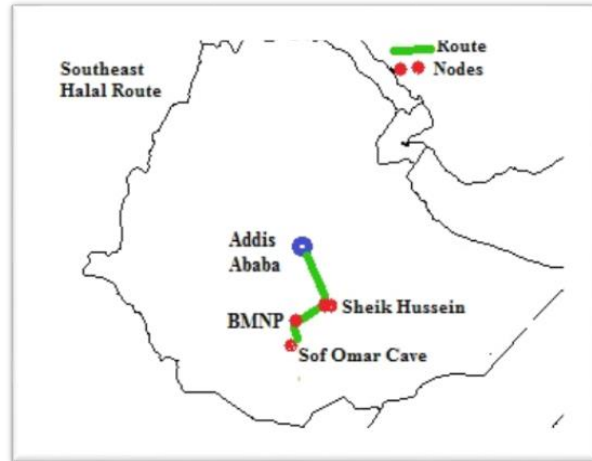 Southeast
Halal Route
Route
Nodes
Addis
Ababa
Sheik Hussein
BMNP
Sof Omar Cave